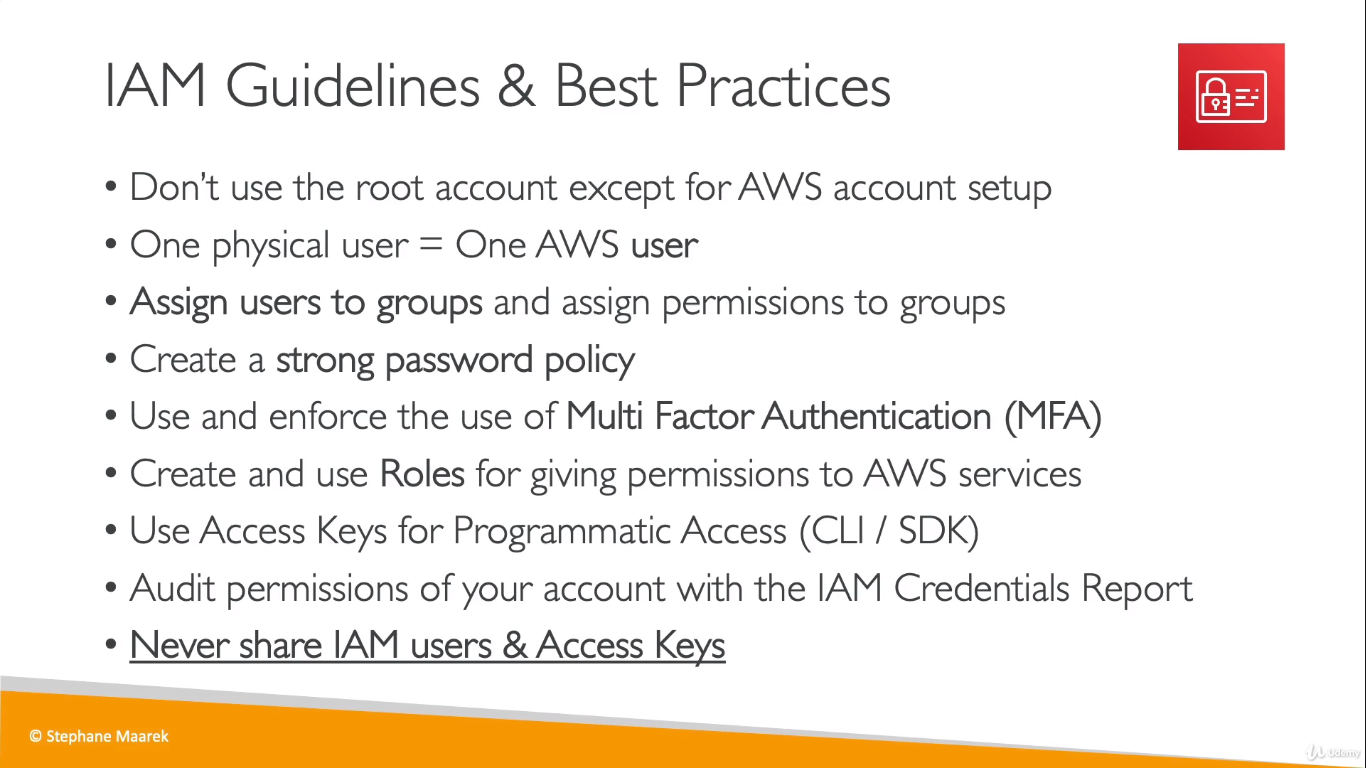 IAM Guidelines & Best Practices
• Don’t use the root account except for AWS account setup
• One physical user = One AWS user
• Assign users to groups and assign permissions to groups
• Create a strong password policy
• Use and enforce the use of Multi Factor Authentication (MFA)
• Create and use Roles for giving permissions to AWS services
• Use Access Keys for Programmatic Access (CLI / SDK)
• Audit permissions of your account with the IAM Credentials Report
• Never share IAM users & Access Keys
© Stephane Maarek
Udemy